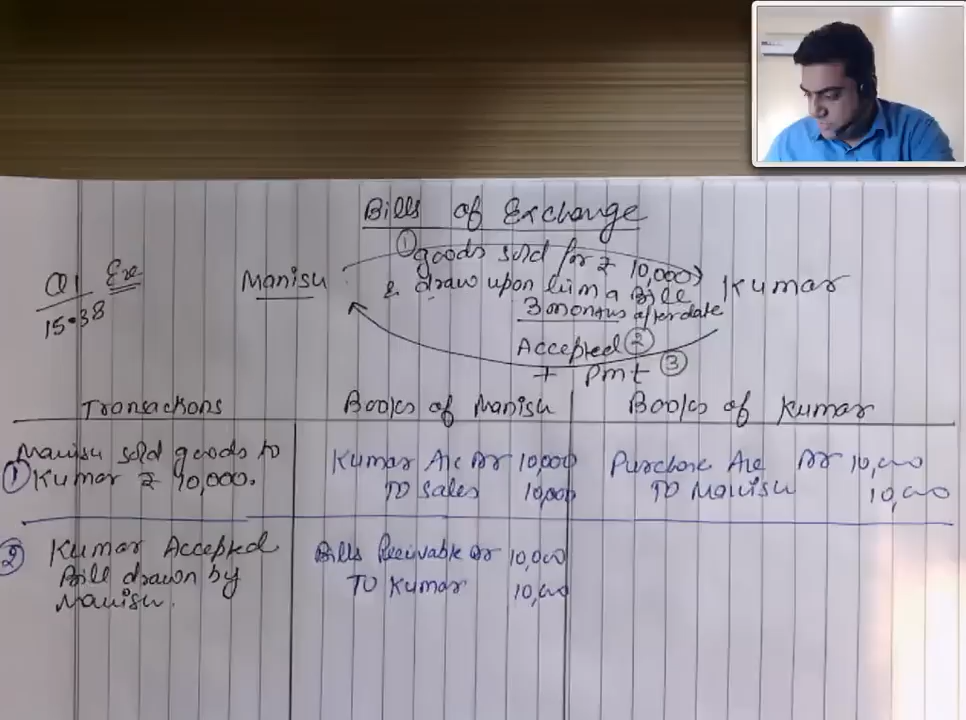 Bills of Exchange
Q1 Exe
15.38
Manish
① goods sold for ₹ 10,000
& draw upon him a Bill
3 months after date
Kumar
Accepted ②
+ Pmt ③
Transactions
Books of Manish
Books of Kumar
Manish sold goods to
① Kumar ₹ 10,000.
Kumar A/c Dr 10,000
To Sales 10,000
Purchase A/c Dr 10,000
To Manish 10,000
② Kumar Accepted
Bill drawn by
Manish.
Bills Receivable Dr 10,000
To Kumar 10,000